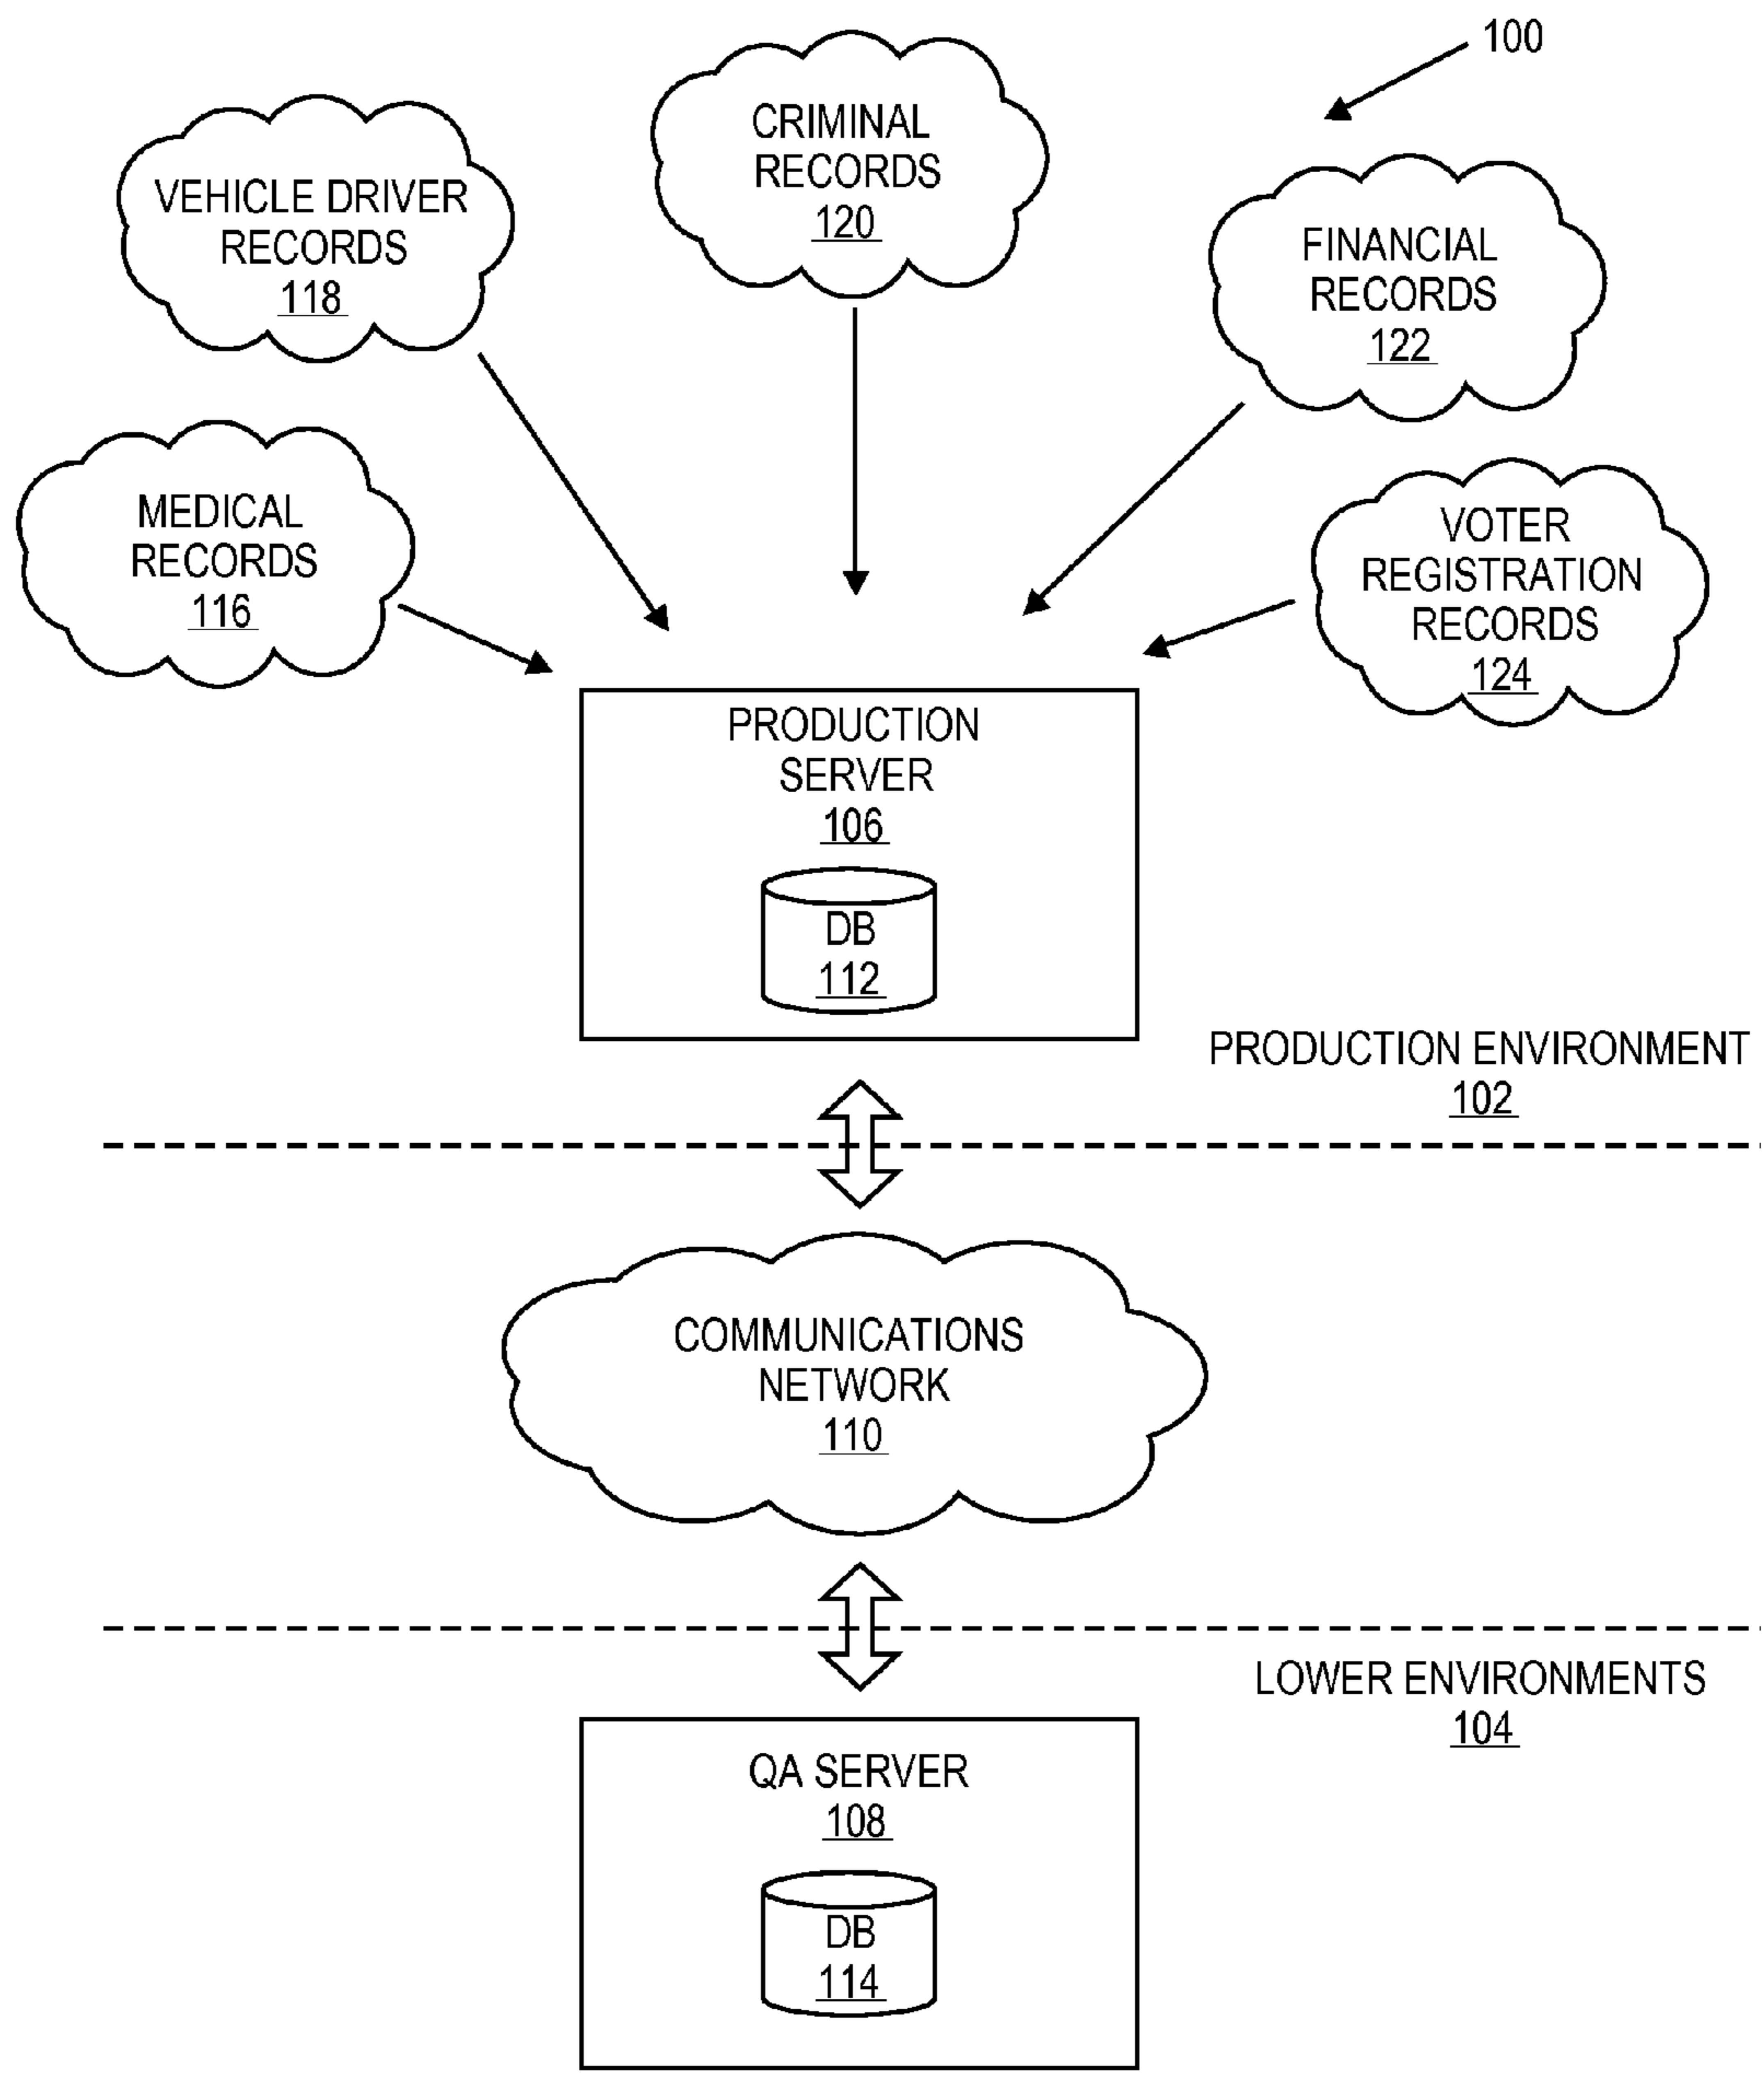 100
CRIMINAL
RECORDS
120
VEHICLE DRIVER
RECORDS
118
FINANCIAL
RECORDS
122
MEDICAL
RECORDS
116
VOTER
REGISTRATION
RECORDS
124
PRODUCTION
SERVER
106
DB
112
PRODUCTION ENVIRONMENT
102
COMMUNICATIONS
NETWORK
110
LOWER ENVIRONMENTS
104
QA SERVER
108
DB
114